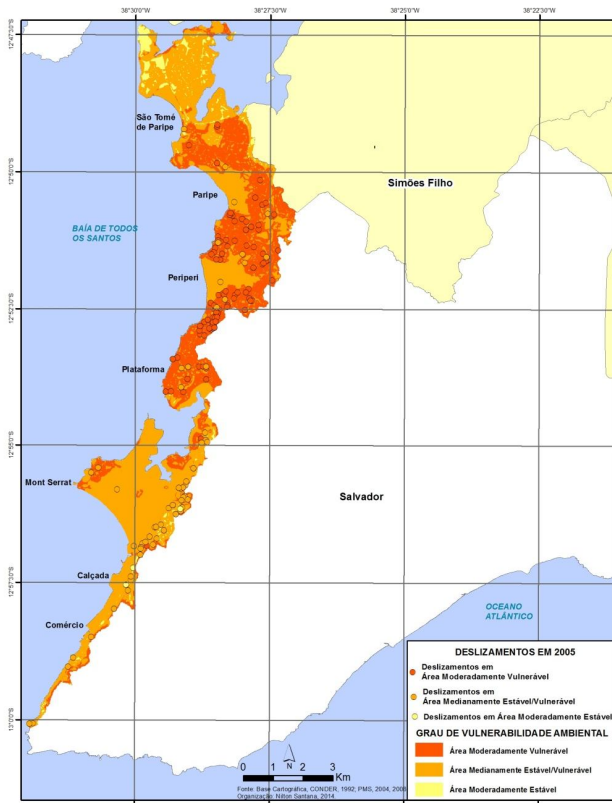 38°30'0"W
38°27'30"W
38°25'0"W
38°22'30"W
12°47'30"S
São Tomé
de Paripe
12°50'0"S
Simões Filho
Paripe
BAÍA DE TODOS
OS SANTOS
Periperi
12°52'30"S
Plataforma
12°55'0"S
Mont Serrat
Salvador
Calçada
12°57'30"S
Comércio
OCEANO
ATLÂNTICO
13°0'0"S
DESLIZAMENTOS EM 2005
Deslizamentos em
Área Moderadamente Vulnerável
Deslizamentos em
Área Medianamente Estável/Vulnerável
Deslizamentos em Área Moderadamente Estável
GRAU DE VULNERABILIDADE AMBIENTAL
Área Moderadamente Vulnerável
Área Medianamente Estável/Vulnerável
Área Moderadamente Estável
N
0 1 2 3
Km
Fonte: Base Cartográfica, CONDER, 1992; PMS, 2004, 2008
Organização: Nilton Santana, 2014.